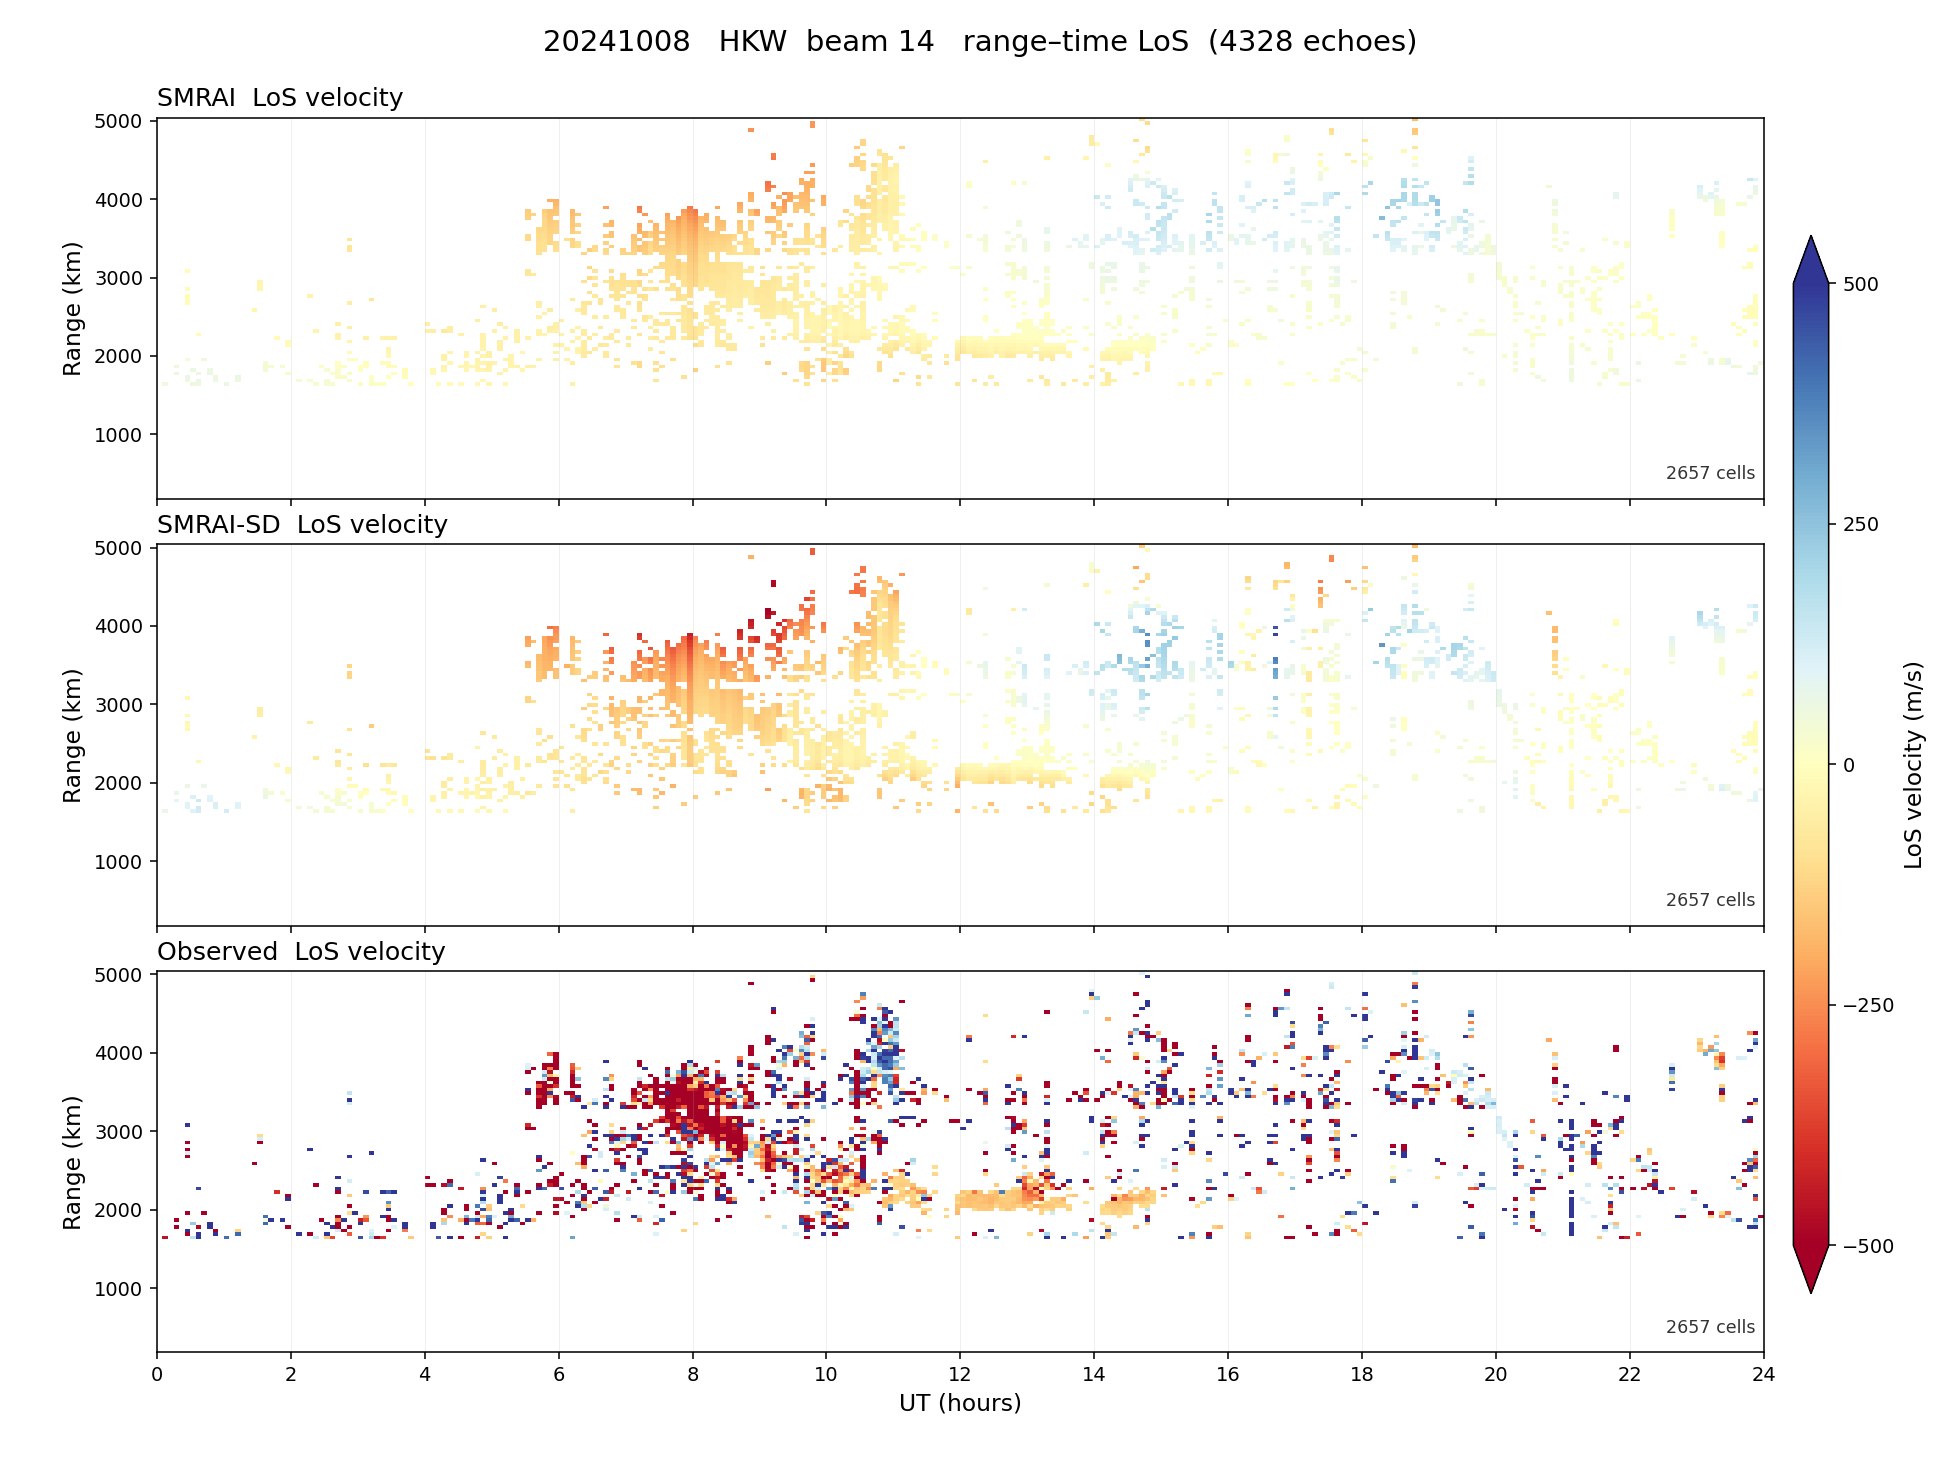 20241008 HKW beam 14 range–time LoS (4328 echoes)
SMRAI LoS velocity
5000
4000
3000
2000
1000
Range (km)
2657 cells
SMRAI-SD LoS velocity
5000
4000
3000
2000
1000
Range (km)
2657 cells
Observed LoS velocity
5000
4000
3000
2000
1000
Range (km)
2657 cells
0 2 4 6 8 10 12 14 16 18 20 22 24
UT (hours)
500
250
0
−250
−500
LoS velocity (m/s)